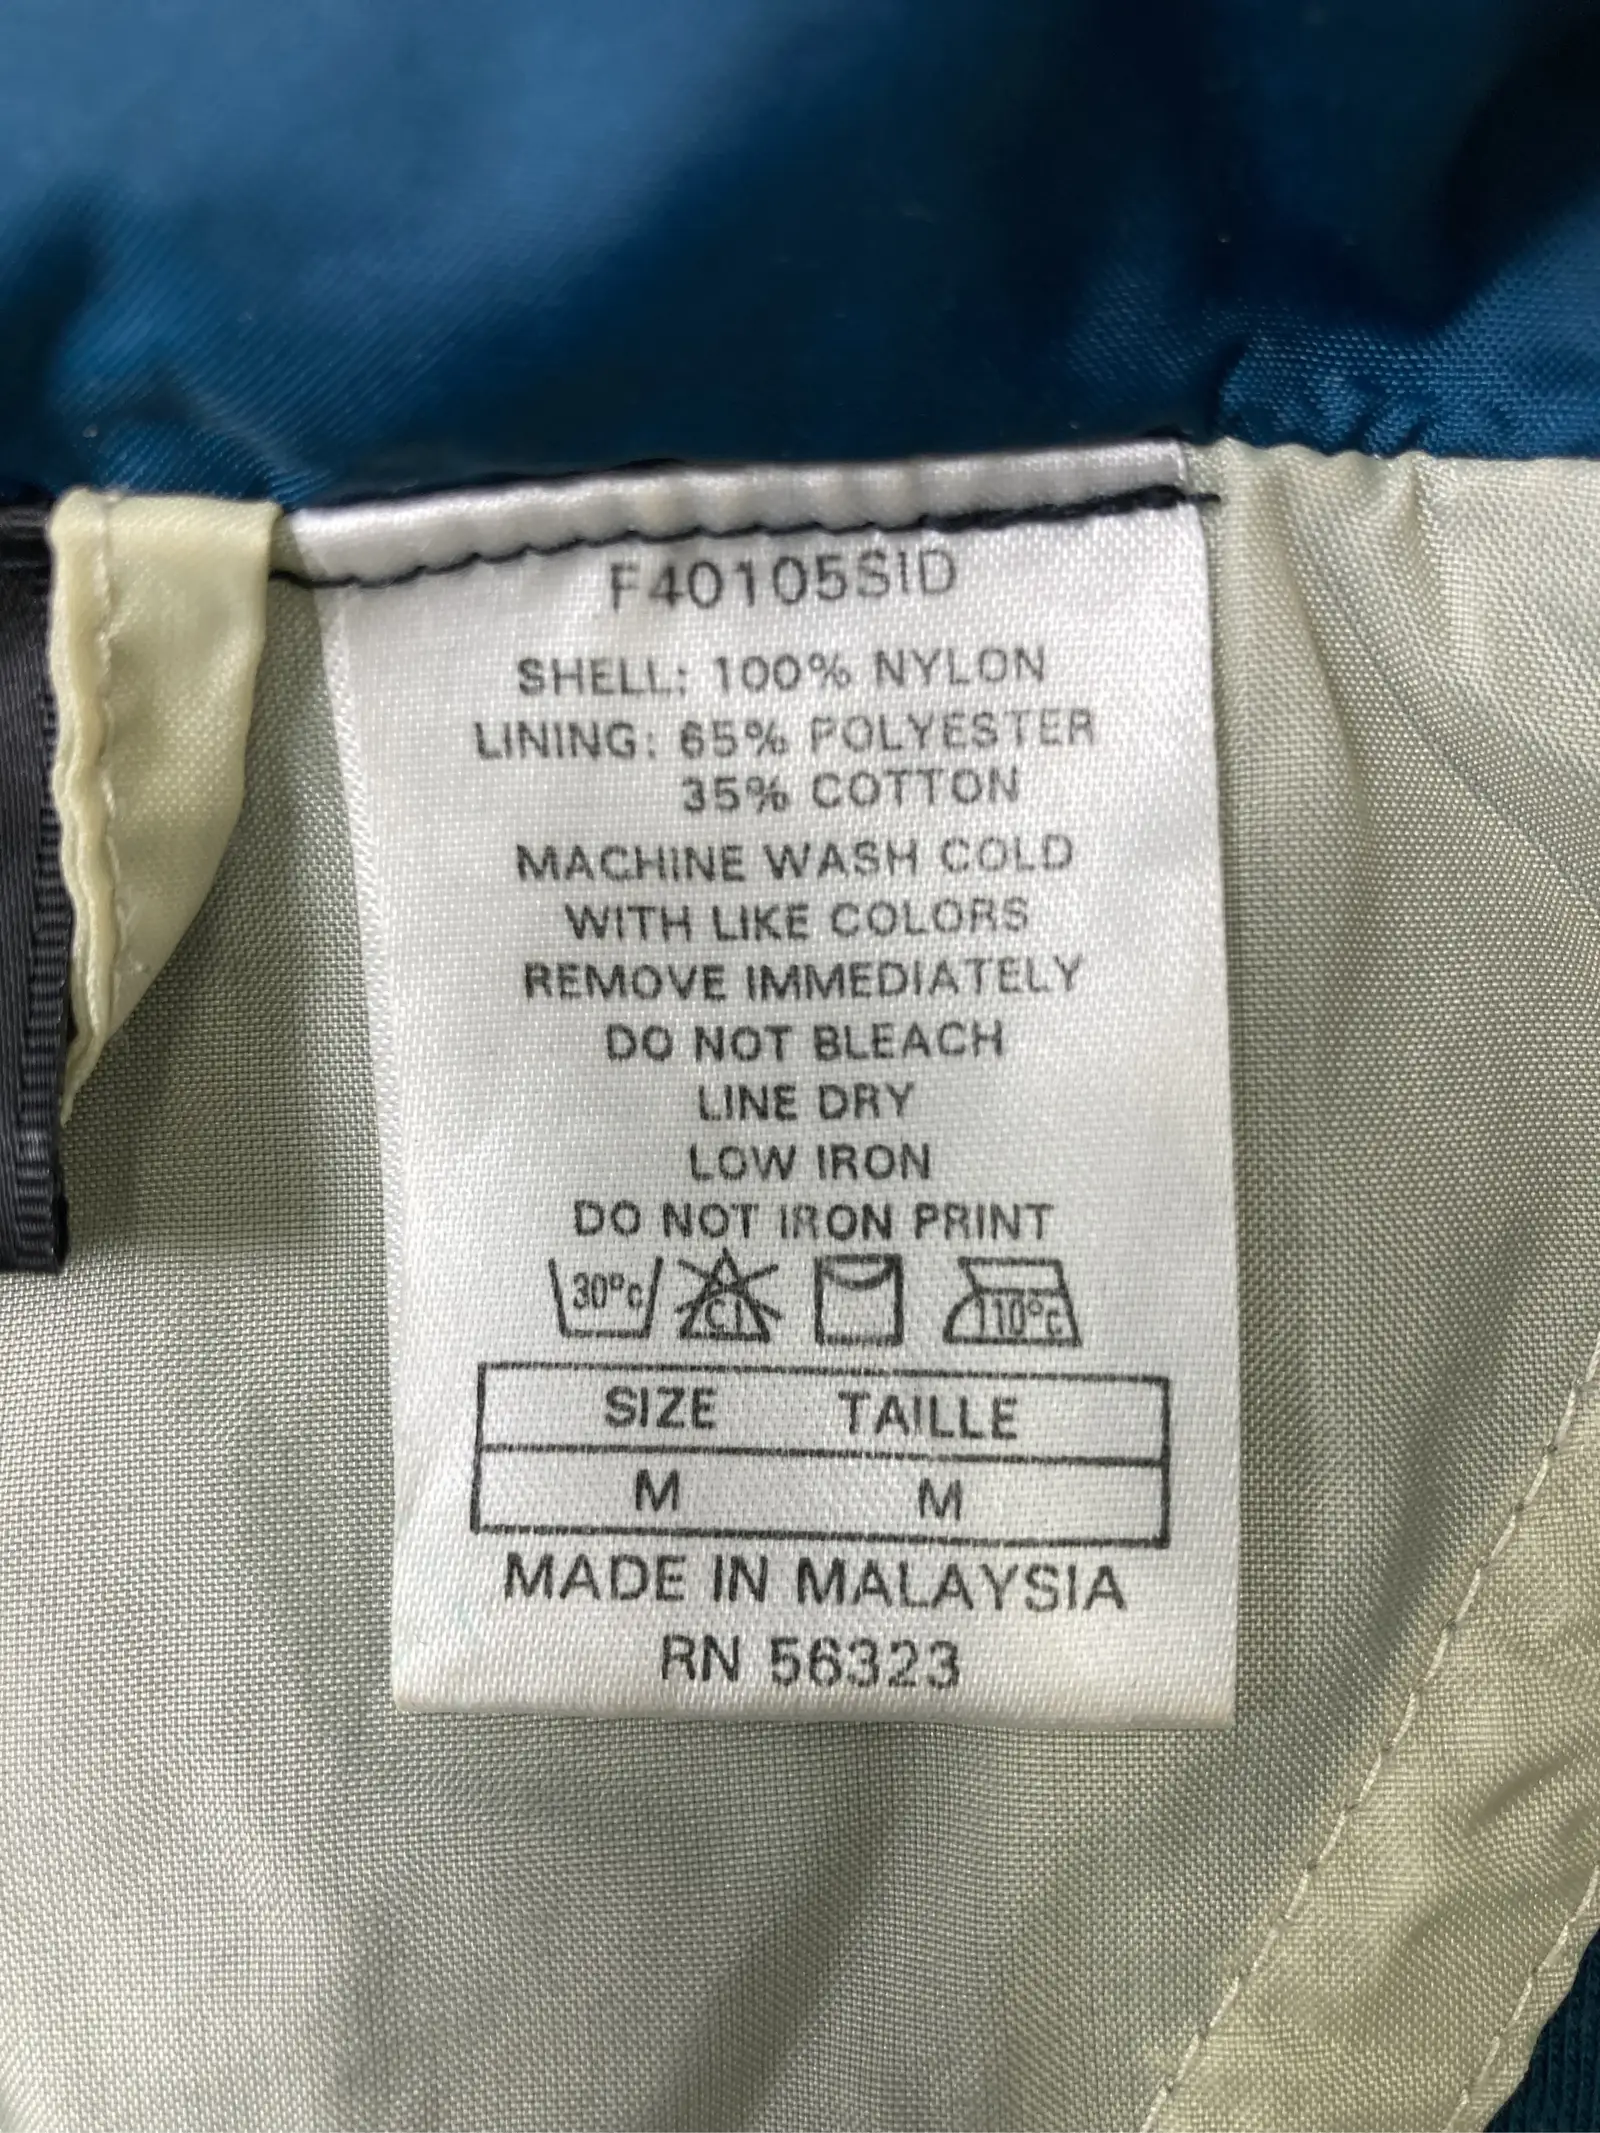 F40105SID
SHELL: 100% NYLON
LINING: 65% POLYESTER
35% COTTON
MACHINE WASH COLD
WITH LIKE COLORS
REMOVE IMMEDIATELY
DO NOT BLEACH
LINE DRY
LOW IRON
DO NOT IRON PRINT
30°c Cl 110°c
SIZE TAILLE
M M
MADE IN MALAYSIA
RN 56323